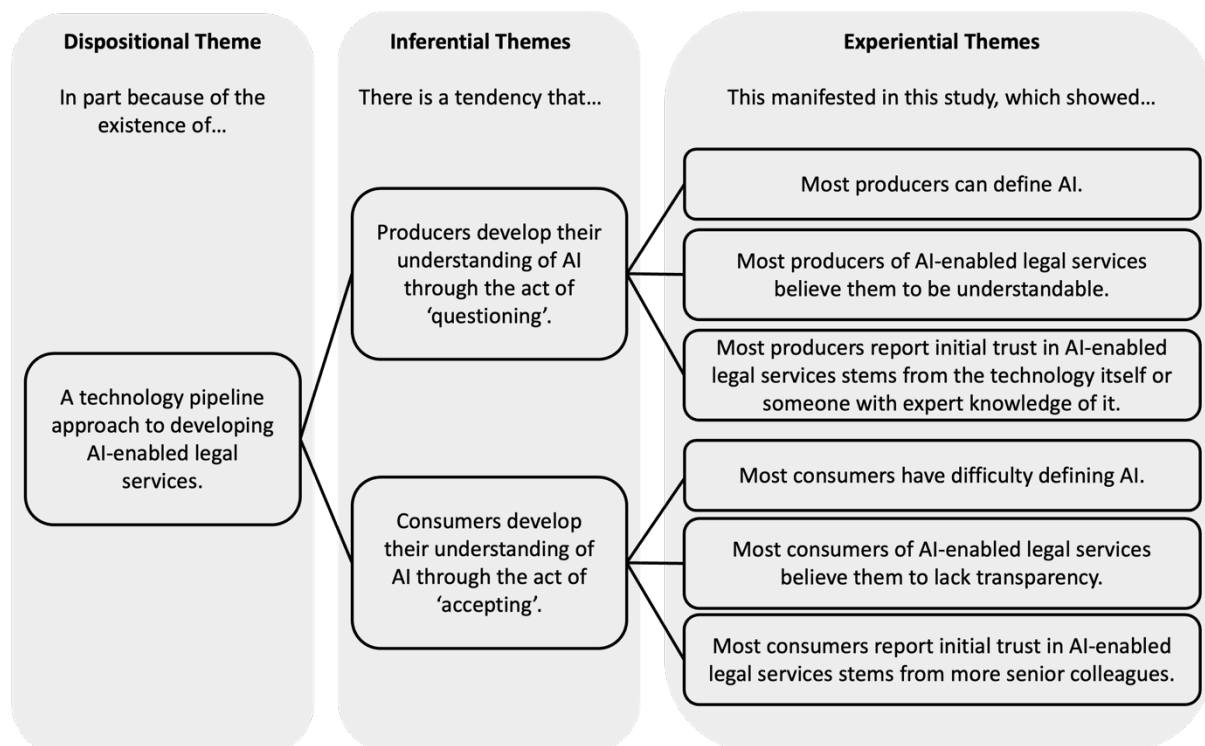 Dispositional Theme
In part because of the
existence of...
A technology pipeline
approach to developing
AI-enabled legal
services.
Inferential Themes
There is a tendency that...
Producers develop their
understanding of AI
through the act of
‘questioning’.
Consumers develop
their understanding of
AI through the act of
‘accepting’.
Experiential Themes
This manifested in this study, which showed...
Most producers can define AI.
Most producers of AI-enabled legal services
believe them to be understandable.
Most producers report initial trust in AI-enabled
legal services stems from the technology itself or
someone with expert knowledge of it.
Most consumers have difficulty defining AI.
Most consumers of AI-enabled legal services
believe them to lack transparency.
Most consumers report initial trust in AI-enabled
legal services stems from more senior colleagues.